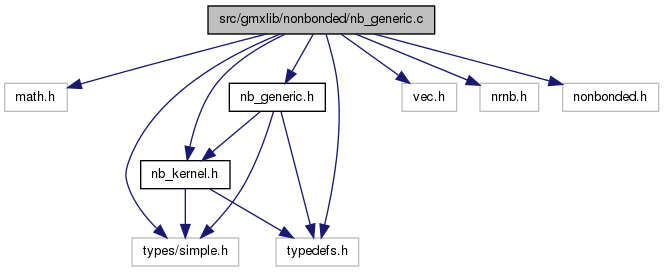 src/gmxlib/nonbonded/nb_generic.c
math.h
nb_generic.h
vec.h
nrnb.h
nonbonded.h
nb_kernel.h
types/simple.h
typedefs.h